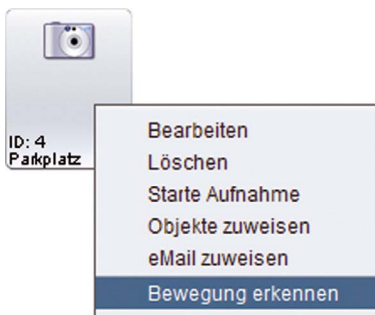 ID: 4
Parkplatz
Bearbeiten
Löschen
Starte Aufnahme
Objekte zuweisen
eMail zuweisen
Bewegung erkennen